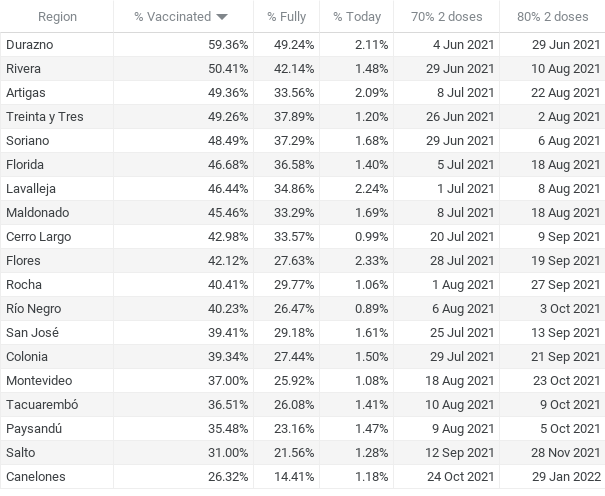 Region % Vaccinated % Fully % Today 70% 2 doses 80% 2 doses
Durazno 59.36% 49.24% 2.11% 4 Jun 2021 29 Jun 2021
Rivera 50.41% 42.14% 1.48% 29 Jun 2021 10 Aug 2021
Artigas 49.36% 33.56% 2.09% 8 Jul 2021 22 Aug 2021
Treinta y Tres 49.26% 37.89% 1.20% 26 Jun 2021 2 Aug 2021
Soriano 48.49% 37.29% 1.68% 29 Jun 2021 6 Aug 2021
Florida 46.68% 36.58% 1.40% 5 Jul 2021 18 Aug 2021
Lavalleja 46.44% 34.86% 2.24% 1 Jul 2021 8 Aug 2021
Maldonado 45.46% 33.29% 1.69% 8 Jul 2021 18 Aug 2021
Cerro Largo 42.98% 33.57% 0.99% 20 Jul 2021 9 Sep 2021
Flores 42.12% 27.63% 2.33% 28 Jul 2021 19 Sep 2021
Rocha 40.41% 29.77% 1.06% 1 Aug 2021 27 Sep 2021
Río Negro 40.23% 26.47% 0.89% 6 Aug 2021 3 Oct 2021
San José 39.41% 29.18% 1.61% 25 Jul 2021 13 Sep 2021
Colonia 39.34% 27.44% 1.50% 29 Jul 2021 21 Sep 2021
Montevideo 37.00% 25.92% 1.08% 18 Aug 2021 23 Oct 2021
Tacuarembó 36.51% 26.08% 1.41% 10 Aug 2021 9 Oct 2021
Paysandú 35.48% 23.16% 1.47% 9 Aug 2021 5 Oct 2021
Salto 31.00% 21.56% 1.28% 12 Sep 2021 28 Nov 2021
Canelones 26.32% 14.41% 1.18% 24 Oct 2021 29 Jan 2022